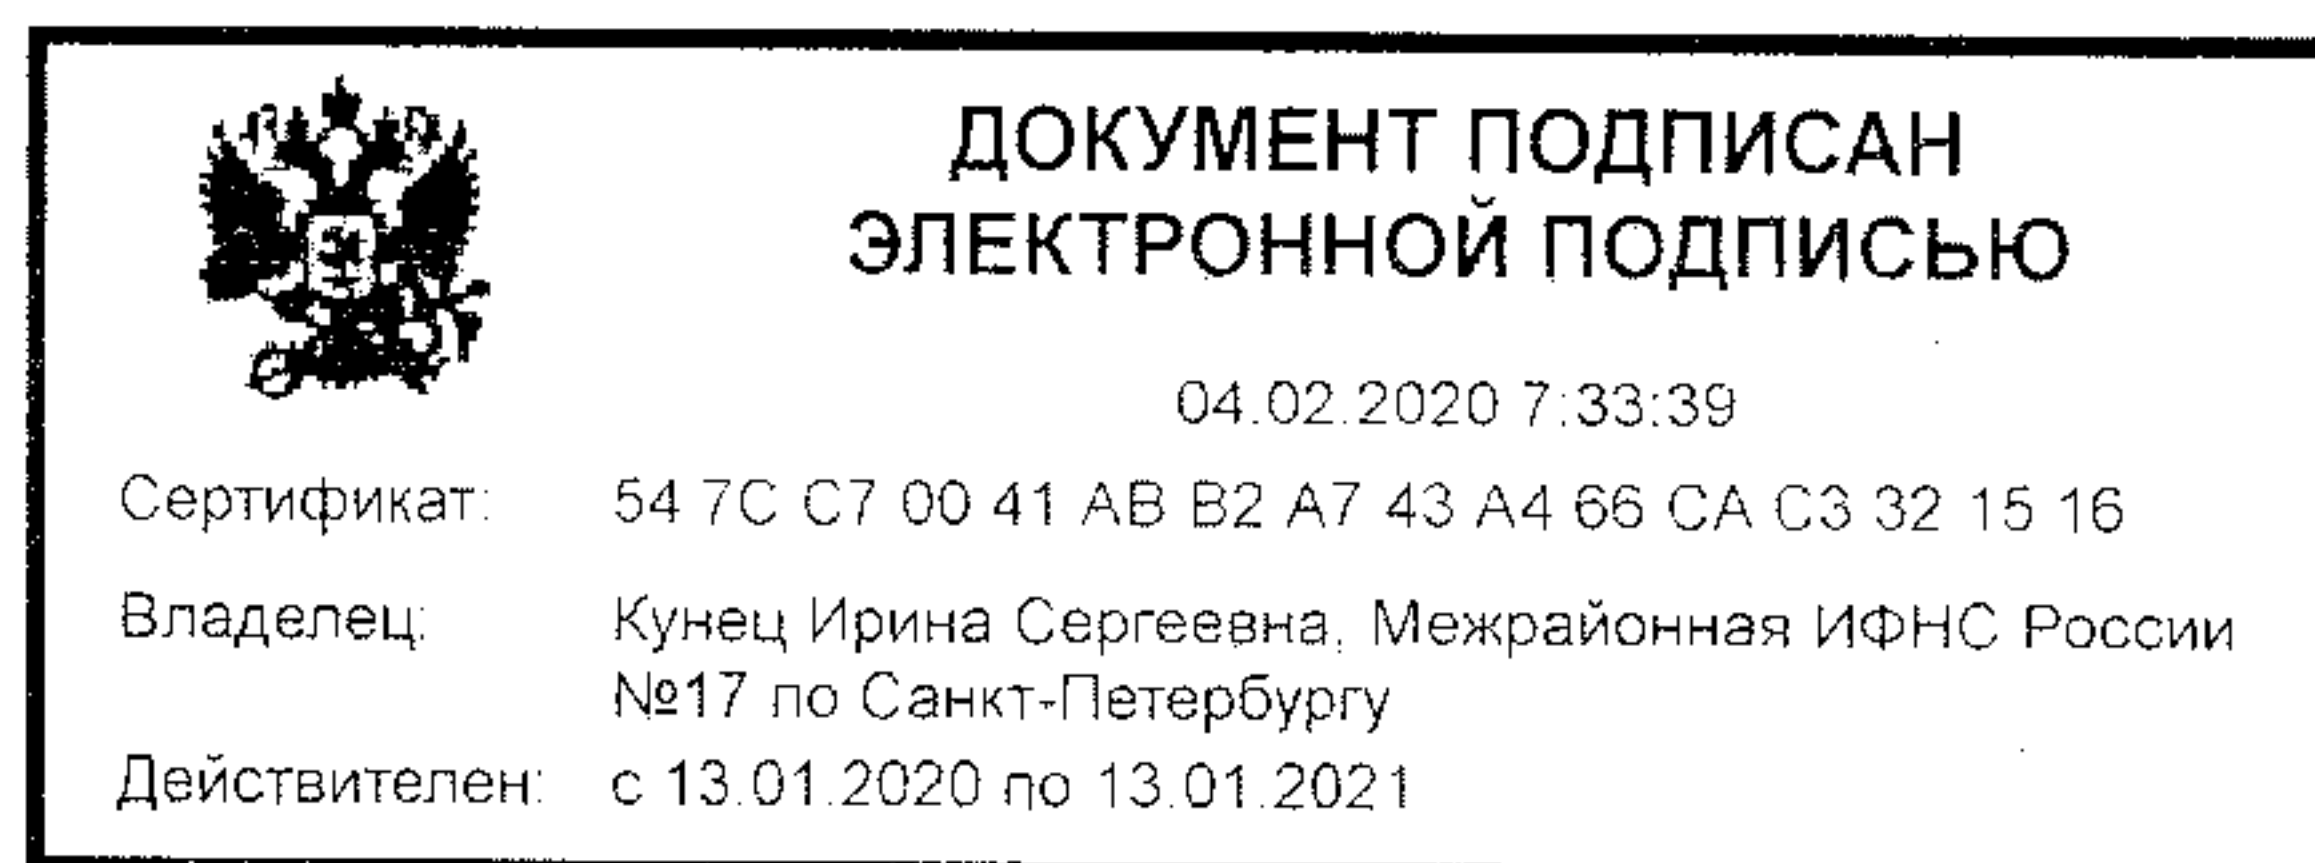 ДОКУМЕНТ ПОДПИСАН
ЭЛЕКТРОННОЙ ПОДПИСЬЮ
04.02.2020 7:33:39
Сертификат: 54 7C C7 00 41 AB B2 A7 43 A4 66 CA C3 32 15 16
Владелец: Кунец Ирина Сергеевна, Межрайонная ИФНС России
№17 по Санкт-Петербургу
Действителен: с 13.01.2020 по 13.01.2021